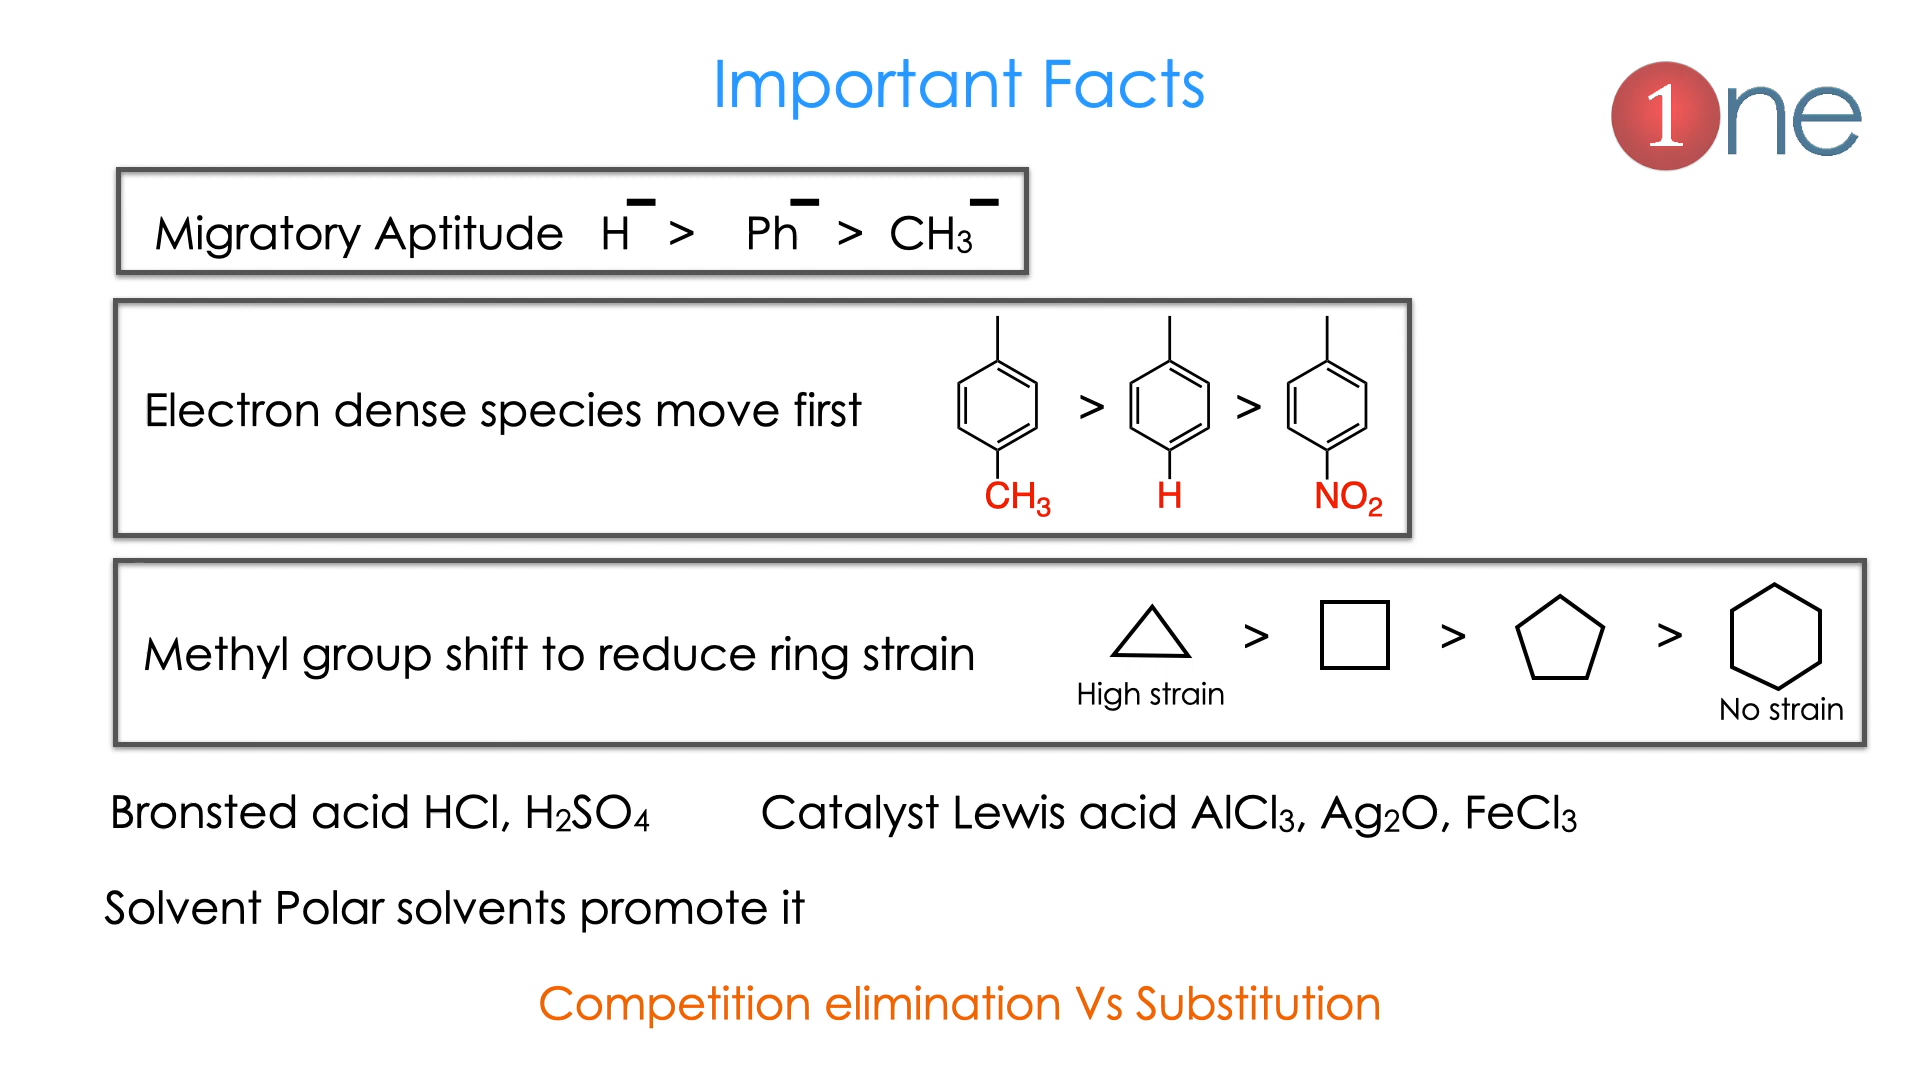 Important Facts
1ne
Migratory Aptitude H⁻ > Ph⁻ > CH₃⁻
Electron dense species move first > >
CH₃ H NO₂
Methyl group shift to reduce ring strain > > >
High strain
No strain
Bronsted acid HCl, H₂SO₄ Catalyst Lewis acid AlCl₃, Ag₂O, FeCl₃
Solvent Polar solvents promote it
Competition elimination Vs Substitution